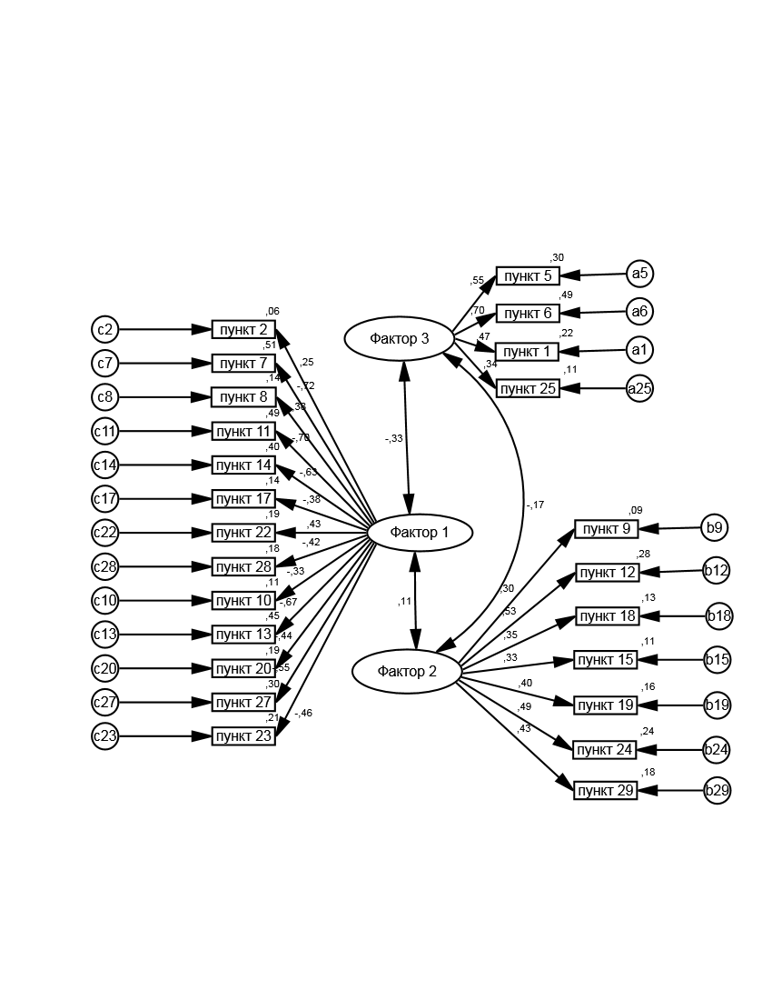 ,30
пункт 5
a5
,55
,49
пункт 6
a6
,70
Фактор 3
,22
47
пункт 1
a1
,34
,11
пункт 25
a25
c2
,06
пункт 2
,25
c7
,51
пункт 7
-,72
c8
,14
пункт 8
,38
c11
,49
пункт 11
-,70
c14
,40
пункт 14
-,63
c17
,14
пункт 17
-,38
c22
,19
пункт 22
,43
c28
,18
пункт 28
-,42
c10
,11
пункт 10
-,33
c13
,45
пункт 13
-,67
c20
,19
пункт 20
,44
c27
,30
пункт 27
-,55
c23
,21
пункт 23
-,46
-,33
-,17
Фактор 1
,11
Фактор 2
,09
пункт 9
b9
,30
,28
пункт 12
b12
,53
,13
пункт 18
b18
,35
,11
пункт 15
b15
,33
,16
пункт 19
b19
,40
,24
пункт 24
b24
,49
,18
пункт 29
b29
,43